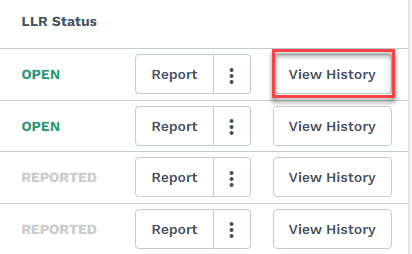 LLR Status
OPEN Report View History
OPEN Report View History
REPORTED Report View History
REPORTED Report View History